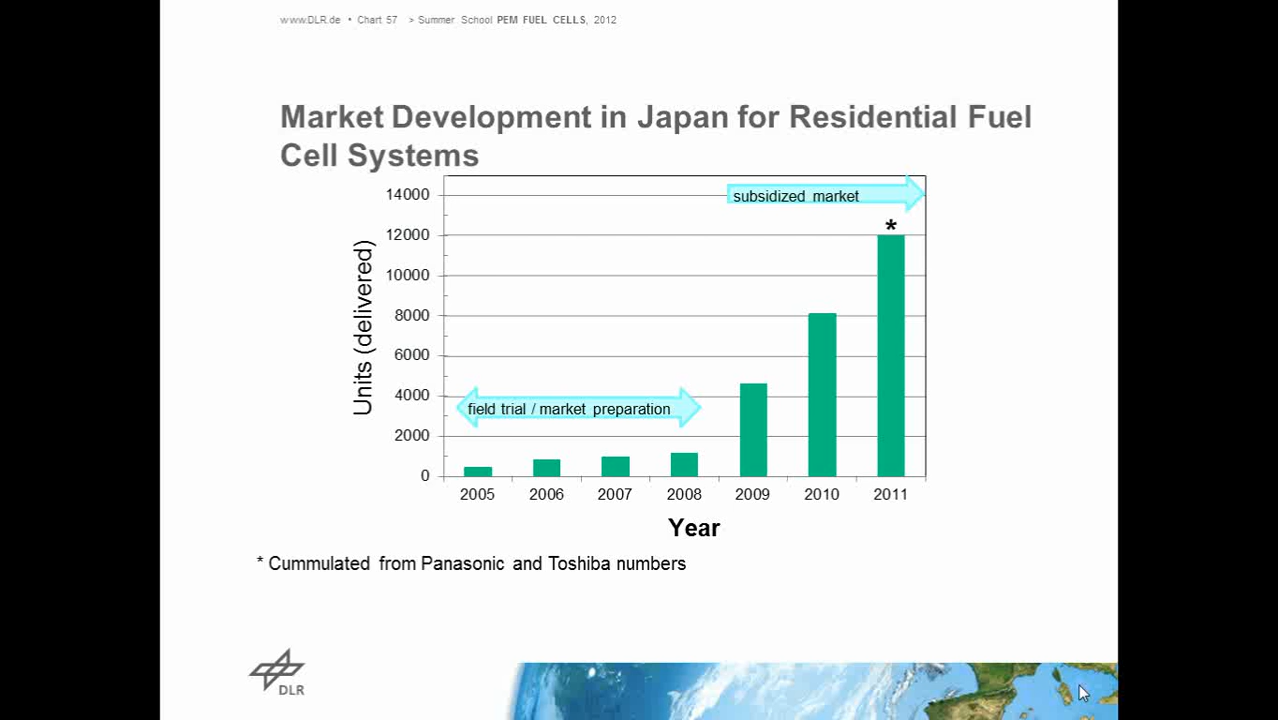 www.DLR.de • Chart 57 > Summer School PEM FUEL CELLS, 2012
Market Development in Japan for Residential Fuel
Cell Systems
subsidized market
14000
*
12000
10000
8000
6000
4000
2000
0
Units (delivered)
field trial / market preparation
2005 2006 2007 2008 2009 2010 2011
Year
* Cummulated from Panasonic and Toshiba numbers
DLR